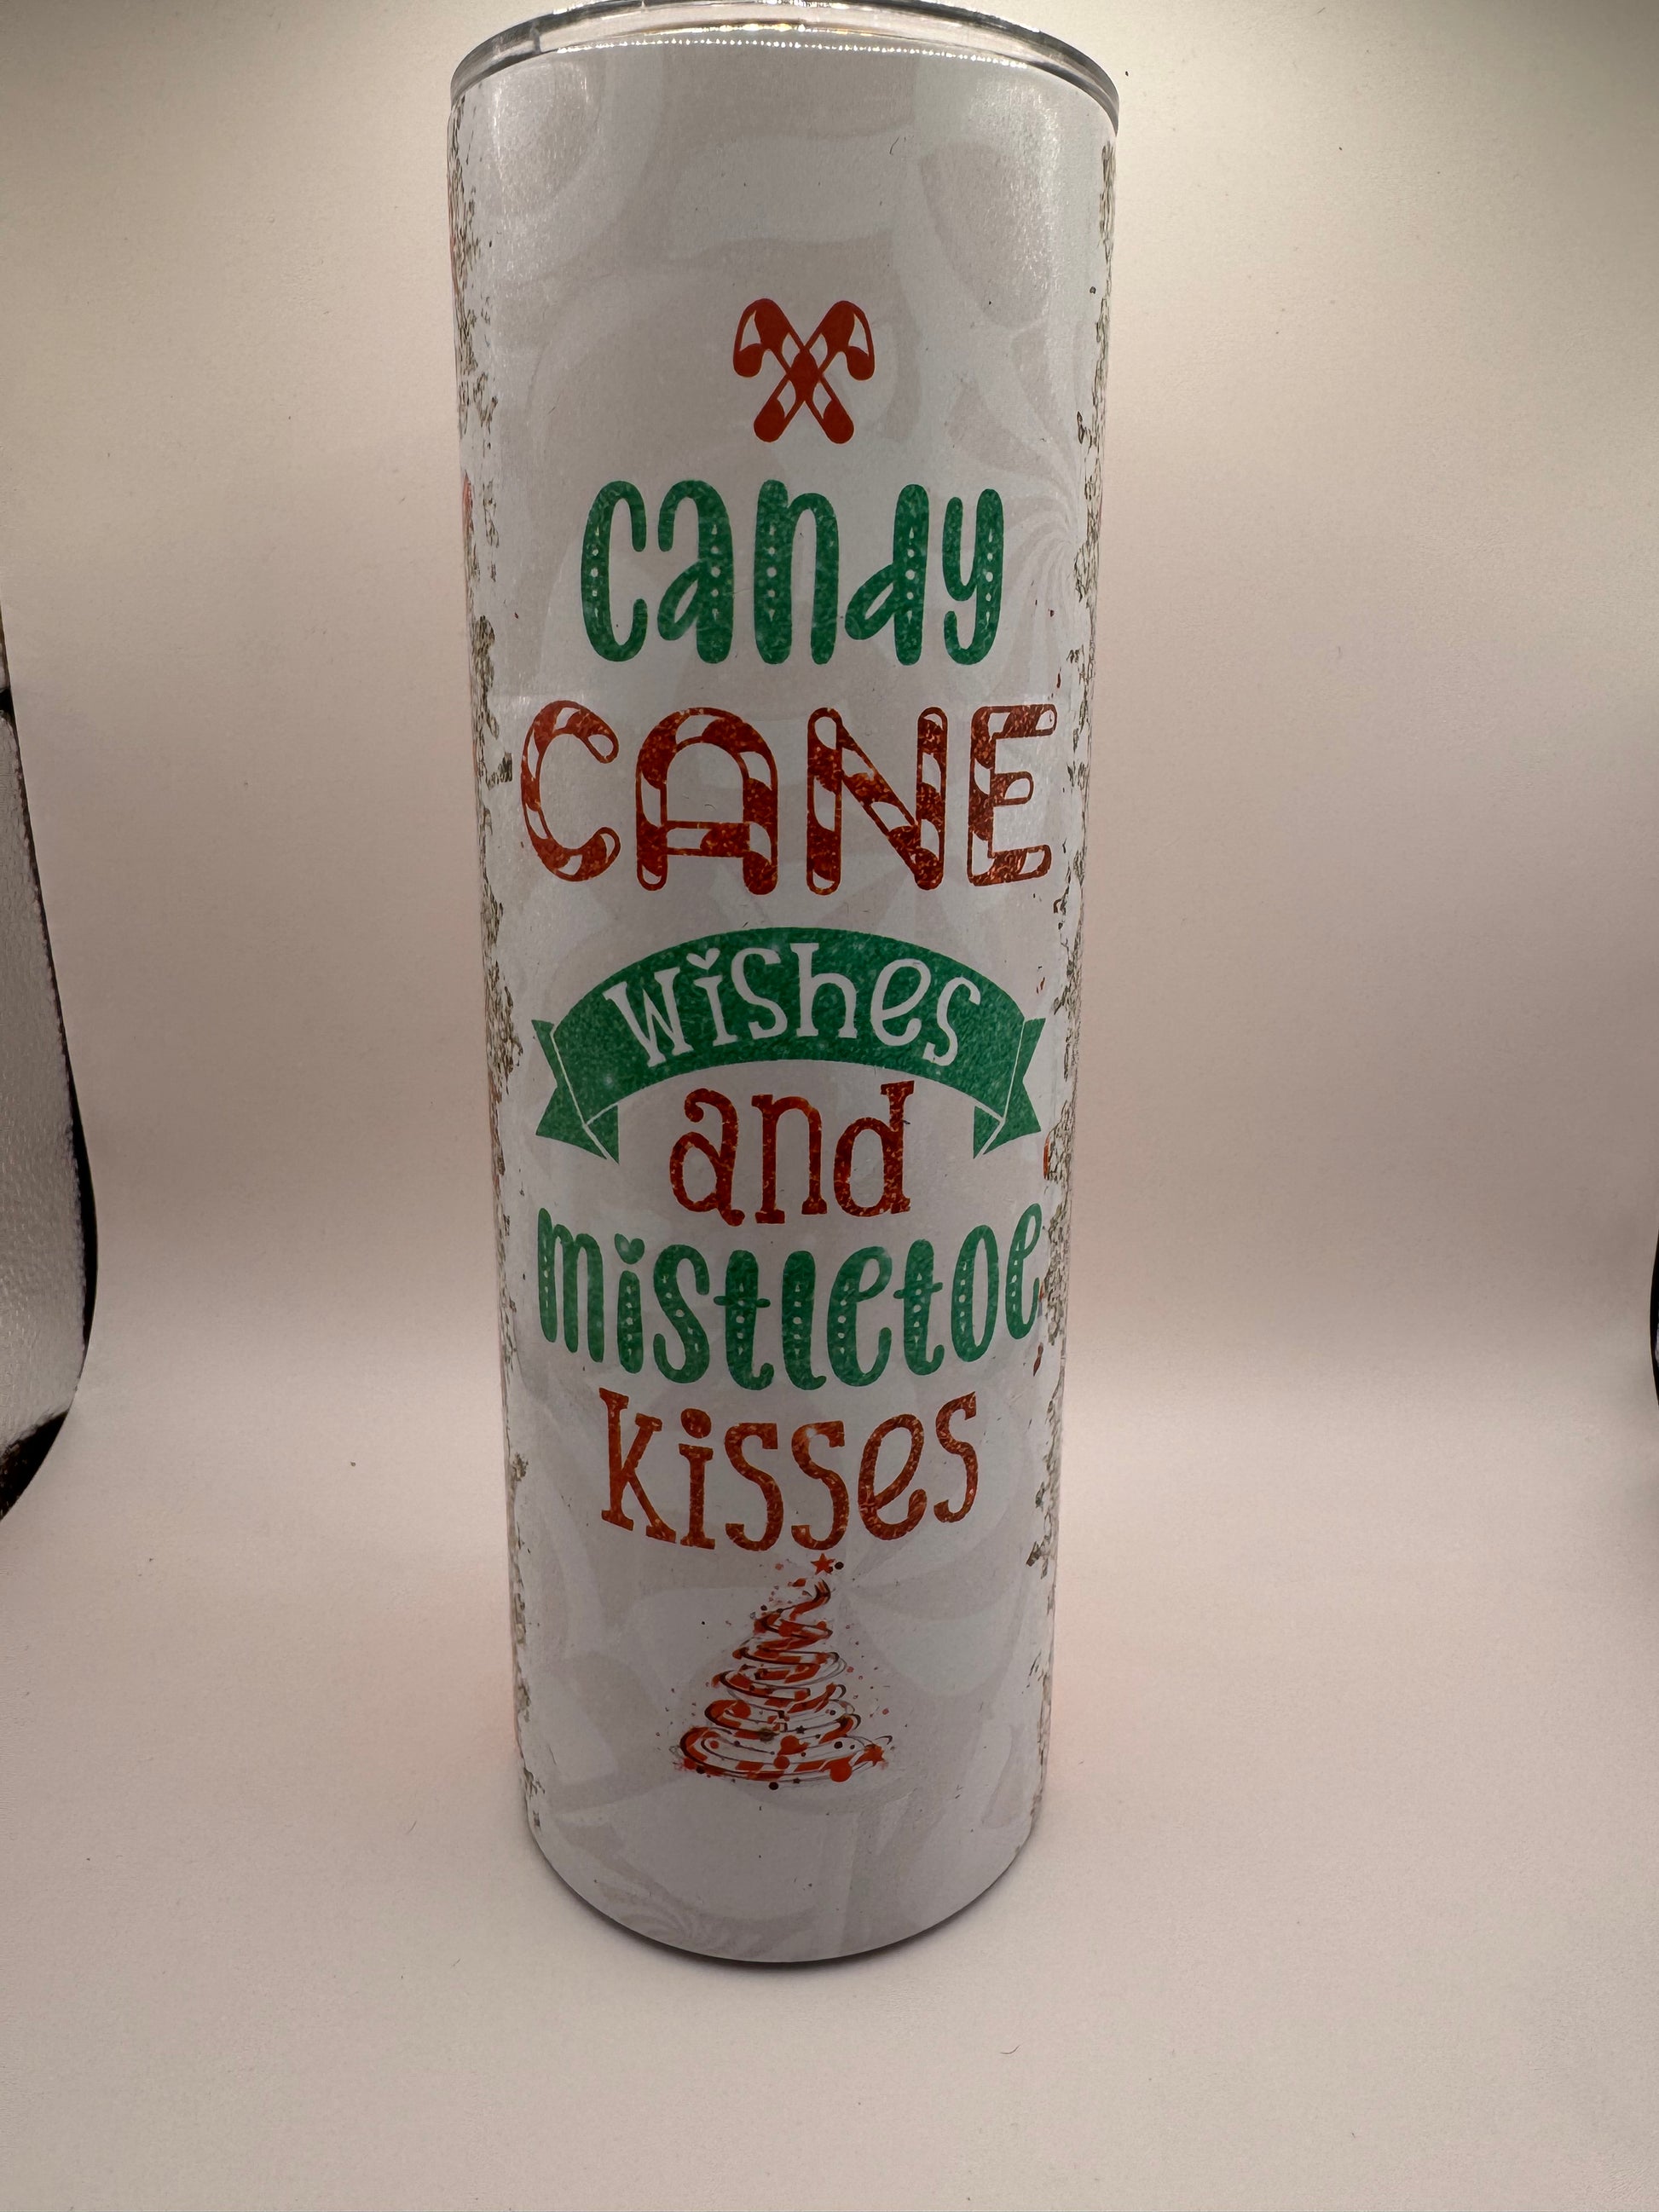 candy
CANE
wishes
and
mistletoe
kisses